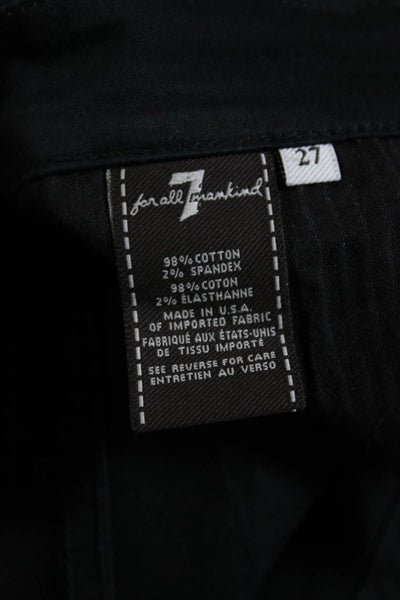 for all 7 mankind
27
98% COTTON
2% SPANDEX
98% COTON
2% ÉLASTHANNE
MADE IN U.S.A.
OF IMPORTED FABRIC
FABRIQUÉ AUX ÉTATS-UNIS
DE TISSU IMPORTÉ
SEE REVERSE FOR CARE
ENTRETIEN AU VERSO